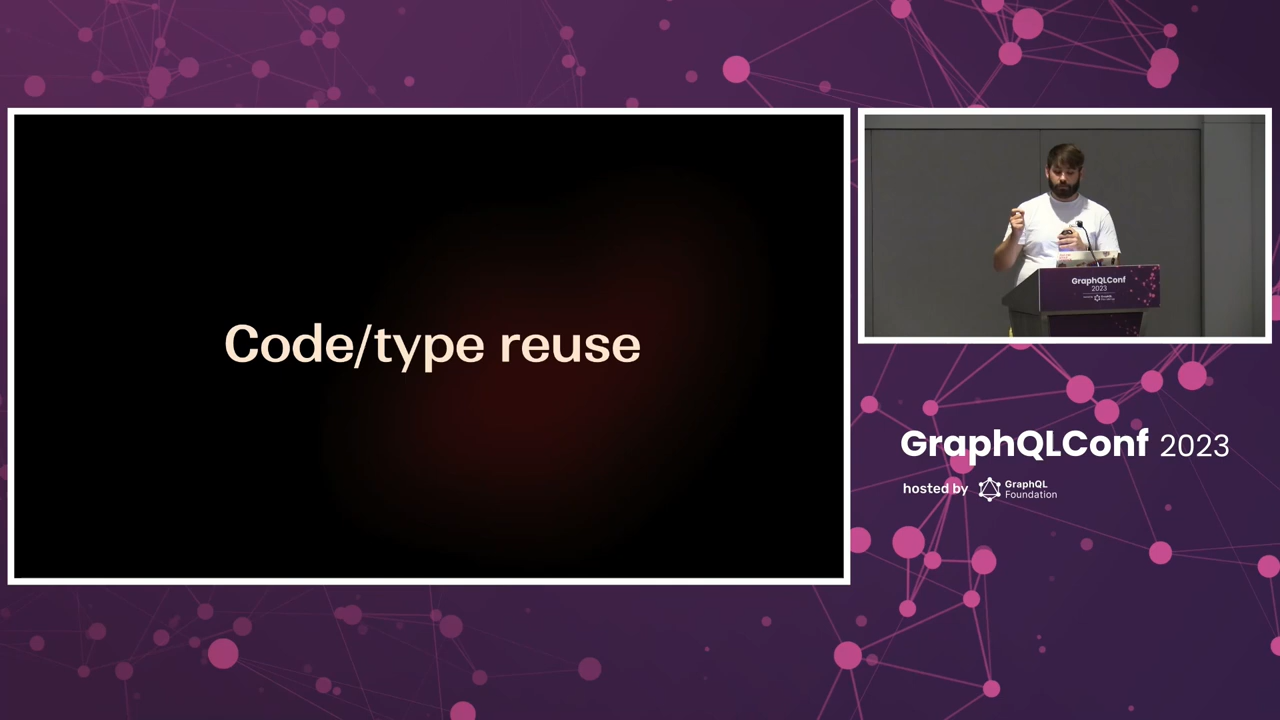 Code/type reuse
GraphQLConf
2023
GraphQLConf 2023
hosted by GraphQL
Foundation